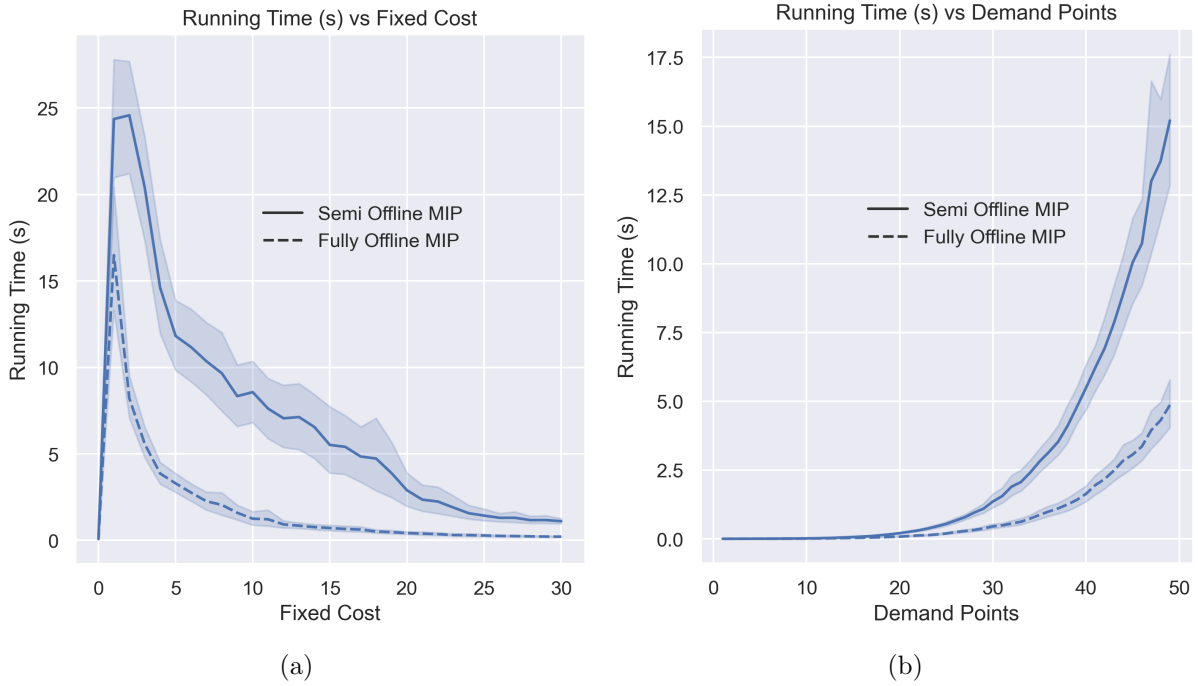 Running Time (s) vs Fixed Cost
25
20
15
10
5
0
Running Time (s)
Semi Offline MIP
Fully Offline MIP
0 5 10 15 20 25 30
Fixed Cost
(a)
Running Time (s) vs Demand Points
17.5
15.0
12.5
10.0
7.5
5.0
2.5
0.0
Running Time (s)
Semi Offline MIP
Fully Offline MIP
0 10 20 30 40 50
Demand Points
(b)